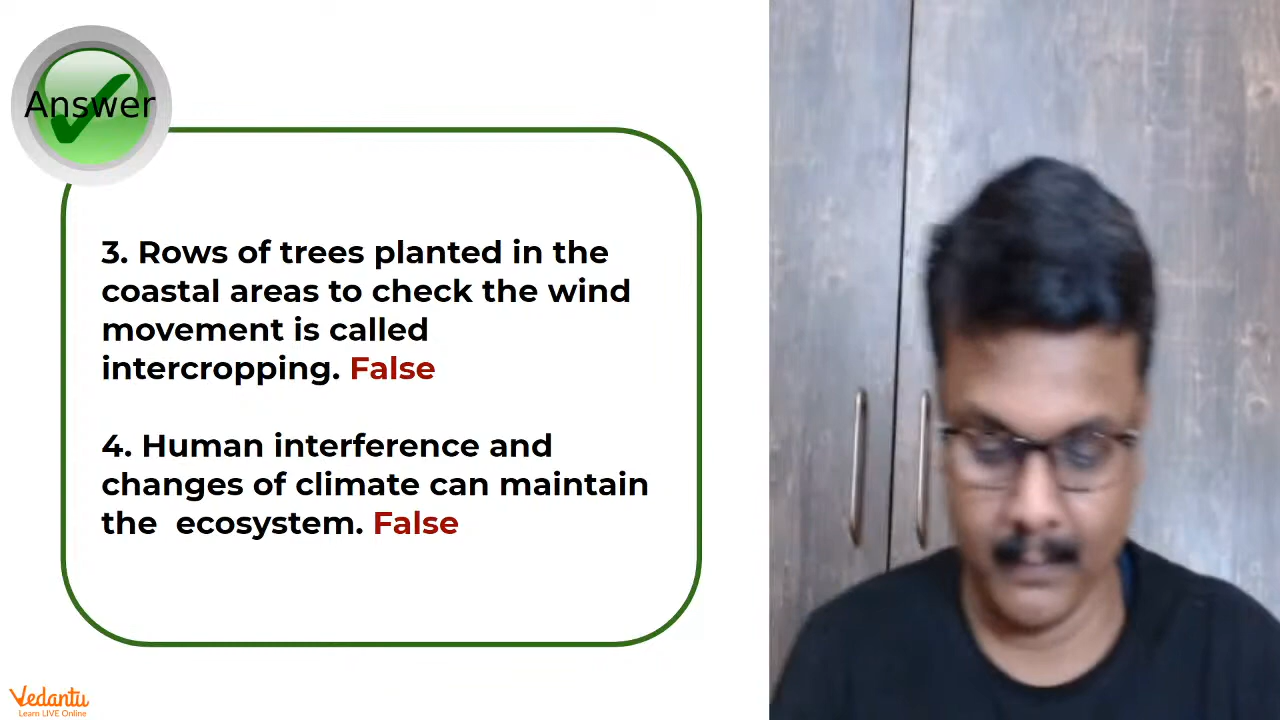 Answer
3. Rows of trees planted in the
coastal areas to check the wind
movement is called
intercropping. False
4. Human interference and
changes of climate can maintain
the  ecosystem. False
Vedantu
Learn LIVE Online